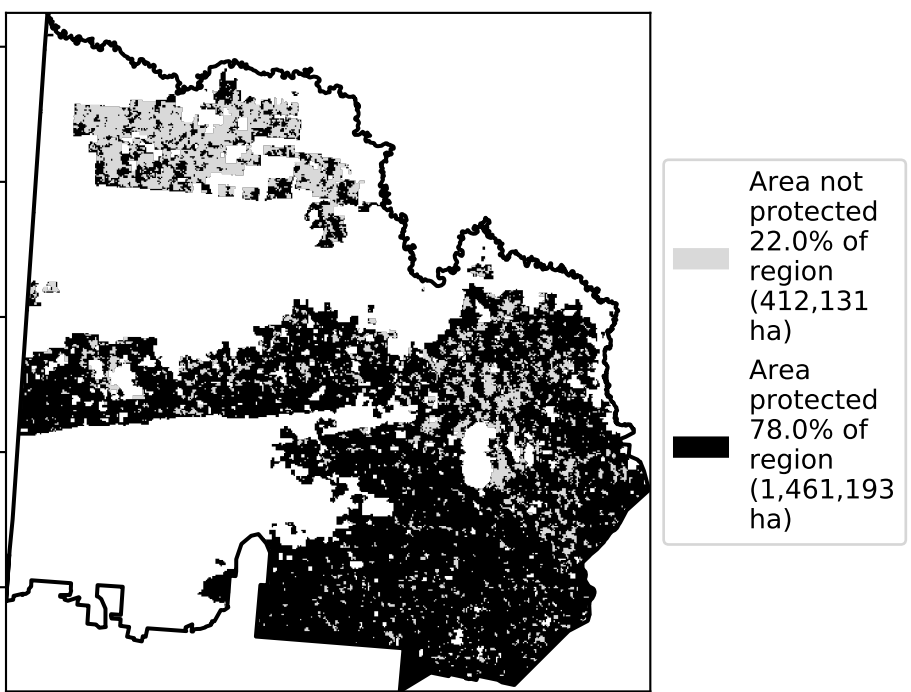 Area not
protected
22.0% of
region
(412,131
ha)
Area
protected
78.0% of
region
(1,461,193
ha)